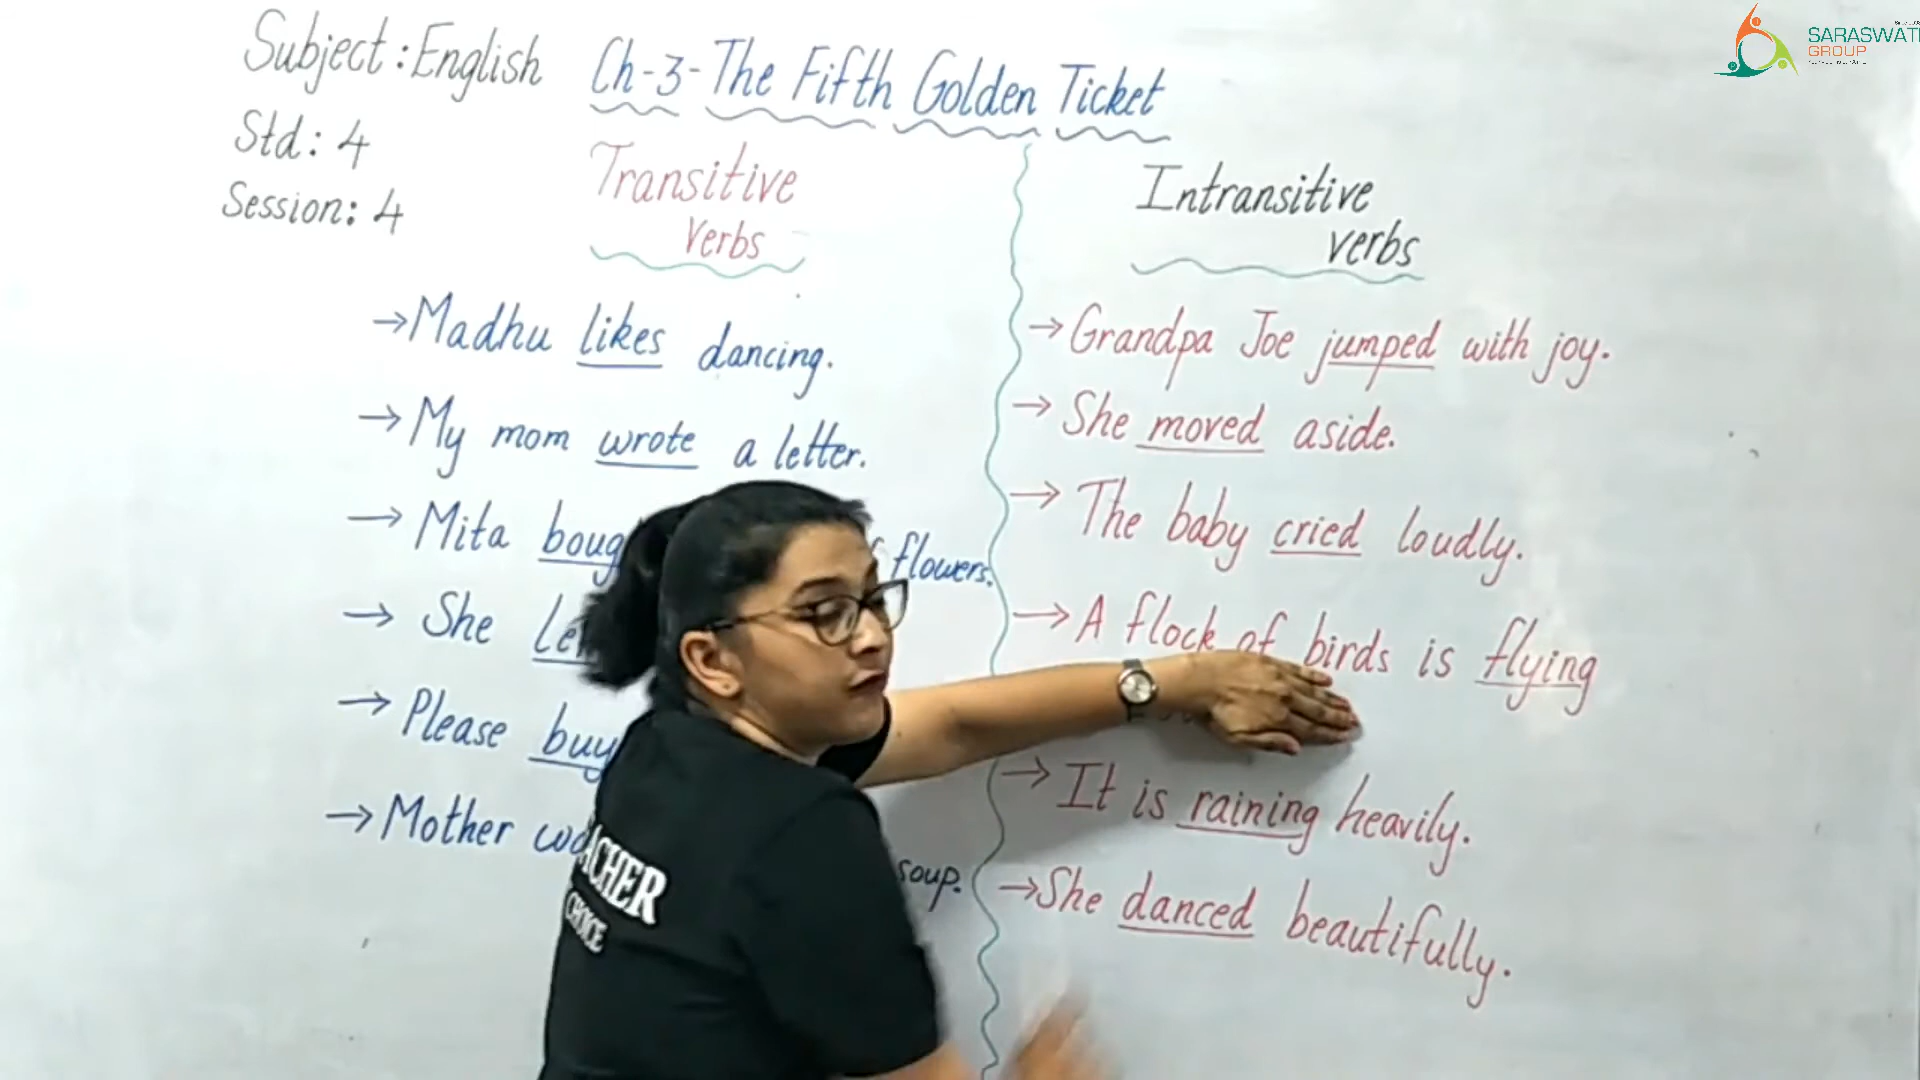 Subject: English
Ch-3-The Fifth Golden Ticket
Std: 4
Session: 4
Transitive
Verbs
→Madhu likes dancing.
→ My mom wrote a letter.
→ Mita flowers.
→ She
→ Please buy
→Mother soup.
Intransitive
verbs
→Grandpa Joe jumped with joy.
→ She moved aside.
→ The baby cried loudly.
→ A flock of birds is flying
→ It is raining heavily.
→She danced beautifully.
SARASWATI
GROUP